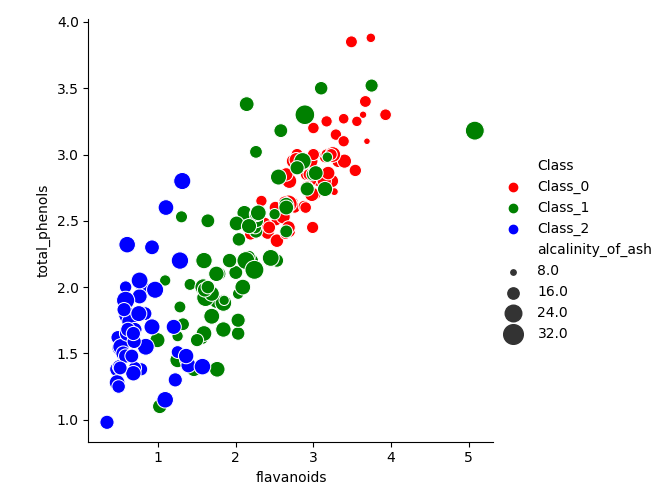 4.0
3.5
3.0
2.5
2.0
1.5
1.0
total_phenols
1
2
3
4
5
flavanoids
Class
Class_0
Class_1
Class_2
alcalinity_of_ash
8.0
16.0
24.0
32.0